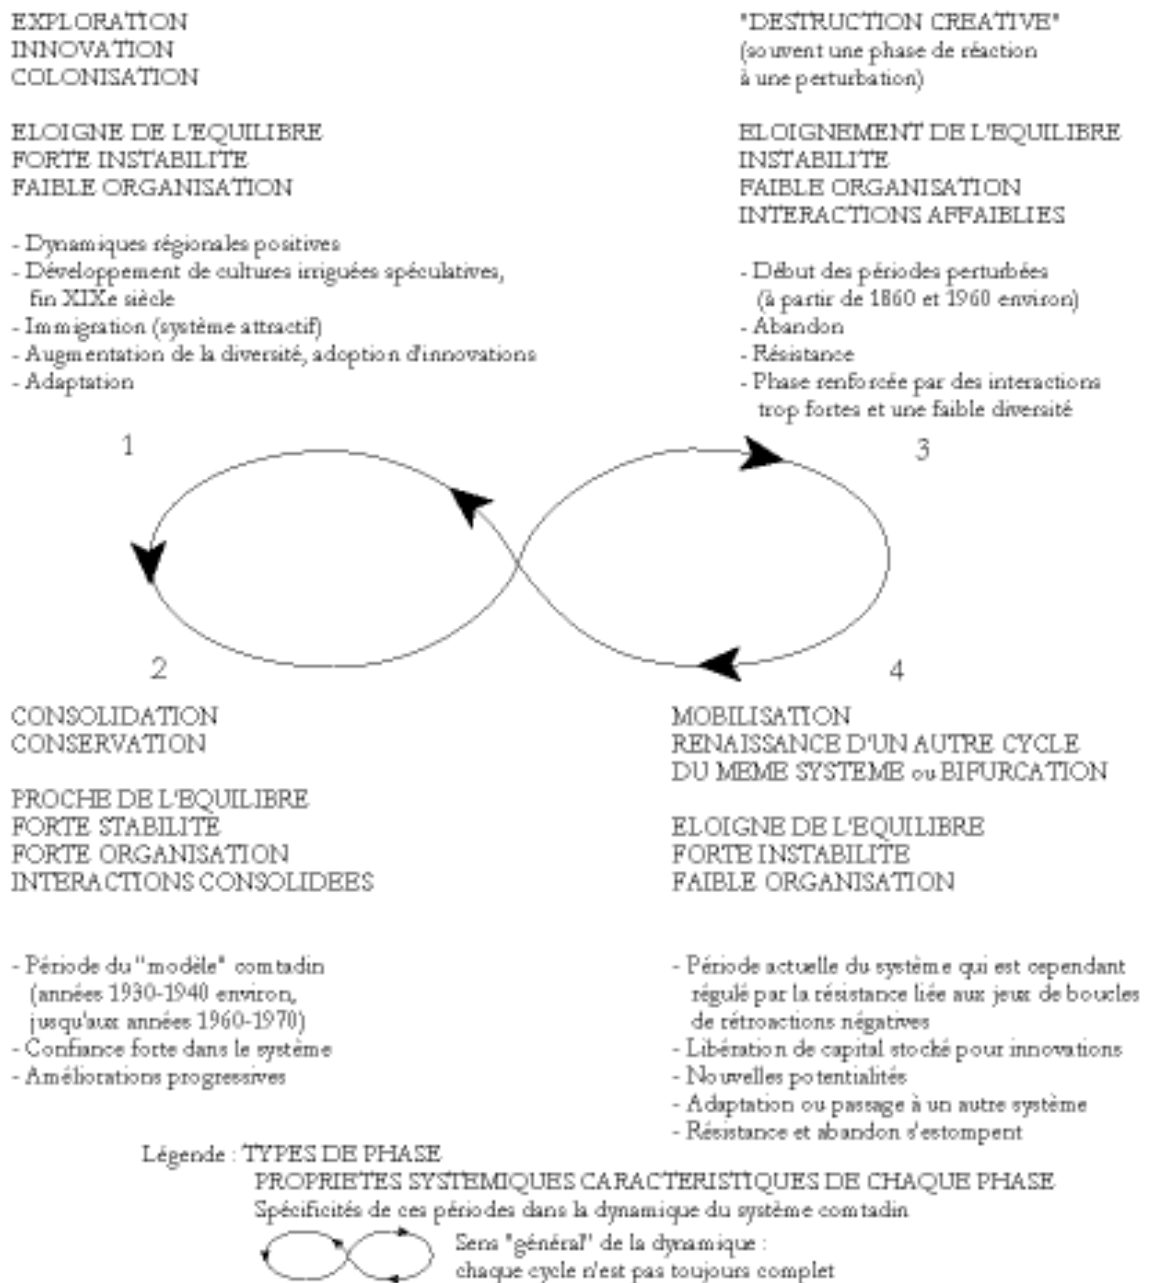 EXPLORATION
INNOVATION
COLONISATION
ELOIGNE DE L'EQUILIBRE
FORTE INSTABILITE
FAIBLE ORGANISATION
- Dynamiques régionales positives
- Développement de cultures irriguées spéculatives,
fin XIXe siècle
- Immigration (système attractif)
- Augmentation de la diversité, adoption d'innovations
- Adaptation
"DESTRUCTION CREATIVE"
(souvent une phase de réaction
à une perturbation)
ELOIGNEMENT DE L'EQUILIBRE
INSTABILITE
FAIBLE ORGANISATION
INTERACTIONS AFFAIBLIES
- Début des périodes perturbées
(à partir de 1860 et 1960 environ)
- Abandon
- Résistance
- Phase renforcée par des interactions
trop fortes et une faible diversité
1
3
2
4
CONSOLIDATION
CONSERVATION
PROCHE DE L'EQUILIBRE
FORTE STABILITE
FORTE ORGANISATION
INTERACTIONS CONSOLIDEES
- Période du "modèle" comtadin
(années 1930-1940 environ,
jusqu'aux années 1960-1970)
- Confiance forte dans le système
- Améliorations progressives
MOBILISATION
RENAISSANCE D'UN AUTRE CYCLE
DU MEME SYSTEME ou BIFURCATION
ELOIGNE DE L'EQUILIBRE
FORTE INSTABILITE
FAIBLE ORGANISATION
- Période actuelle du système qui est cependant
régulé par la résistance liée aux jeux de boucles
de rétroactions négatives
- Libération de capital stocké pour innovations
- Nouvelles potentialités
- Adaptation ou passage à un autre système
- Résistance et abandon s'estompent
Légende : TYPES DE PHASE
PROPRIETES SYSTEMIQUES CARACTERISTIQUES DE CHAQUE PHASE
Spécificités de ces périodes dans la dynamique du système comtadin
Sens "général" de la dynamique :
chaque cycle n'est pas toujours complet